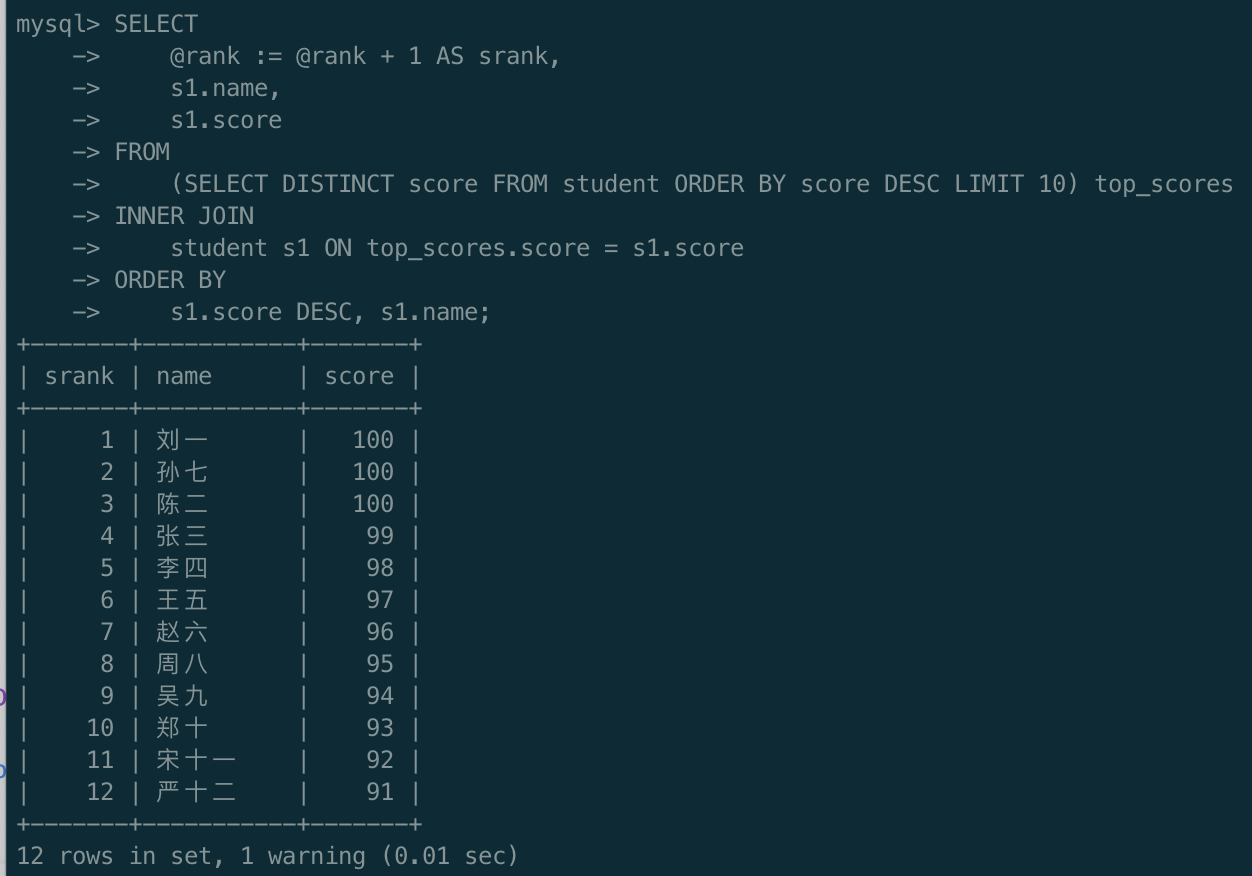 mysql> SELECT
    ->     @rank := @rank + 1 AS srank,
    ->     s1.name,
    ->     s1.score
    -> FROM
    ->     (SELECT DISTINCT score FROM student ORDER BY score DESC LIMIT 10) top_scores
    -> INNER JOIN
    ->     student s1 ON top_scores.score = s1.score
    -> ORDER BY
    ->     s1.score DESC, s1.name;
+-------+-----------+-------+
| srank | name      | score |
+-------+-----------+-------+
|     1 | 刘一      |   100 |
|     2 | 孙七      |   100 |
|     3 | 陈二      |   100 |
|     4 | 张三      |    99 |
|     5 | 李四      |    98 |
|     6 | 王五      |    97 |
|     7 | 赵六      |    96 |
|     8 | 周八      |    95 |
|     9 | 吴九      |    94 |
|    10 | 郑十      |    93 |
|    11 | 宋十一    |    92 |
|    12 | 严十二    |    91 |
+-------+-----------+-------+
12 rows in set, 1 warning (0.01 sec)